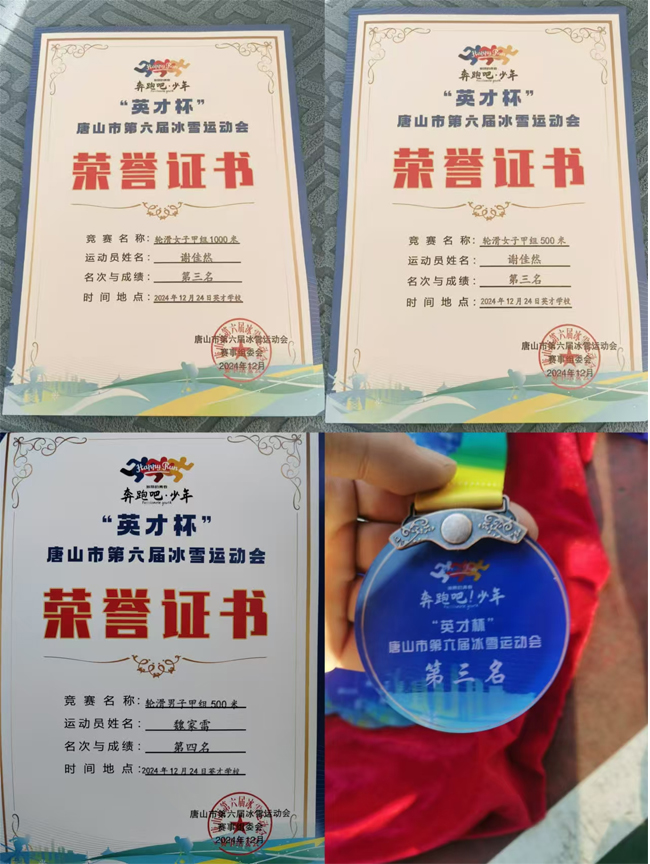 Happy Run
奔跑吧·少年
“英才杯”
唐山市第六届冰雪运动会
荣誉证书
竞赛名称：轮滑女子甲组1000米
运动员姓名：谢佳然
名次与成绩：第三名
时间地点：2024年12月24日英才学校
唐山市第六届冰雪运动会
赛事组委会
2024年12月
Happy Run
奔跑吧·少年
“英才杯”
唐山市第六届冰雪运动会
荣誉证书
竞赛名称：轮滑女子甲组500米
运动员姓名：谢佳然
名次与成绩：第三名
时间地点：2024年12月24日英才学校
唐山市第六届冰雪运动会
赛事组委会
2024年12月
Happy Run
奔跑吧·少年
“英才杯”
唐山市第六届冰雪运动会
荣誉证书
竞赛名称：轮滑男子甲组500米
运动员姓名：魏家雷
名次与成绩：第四名
时间地点：2024年12月24日英才学校
唐山市第六届冰雪运动会
赛事组委会
2024年12月
奔跑吧！少年
“英才杯”
唐山市第六届冰雪运动会
第三名